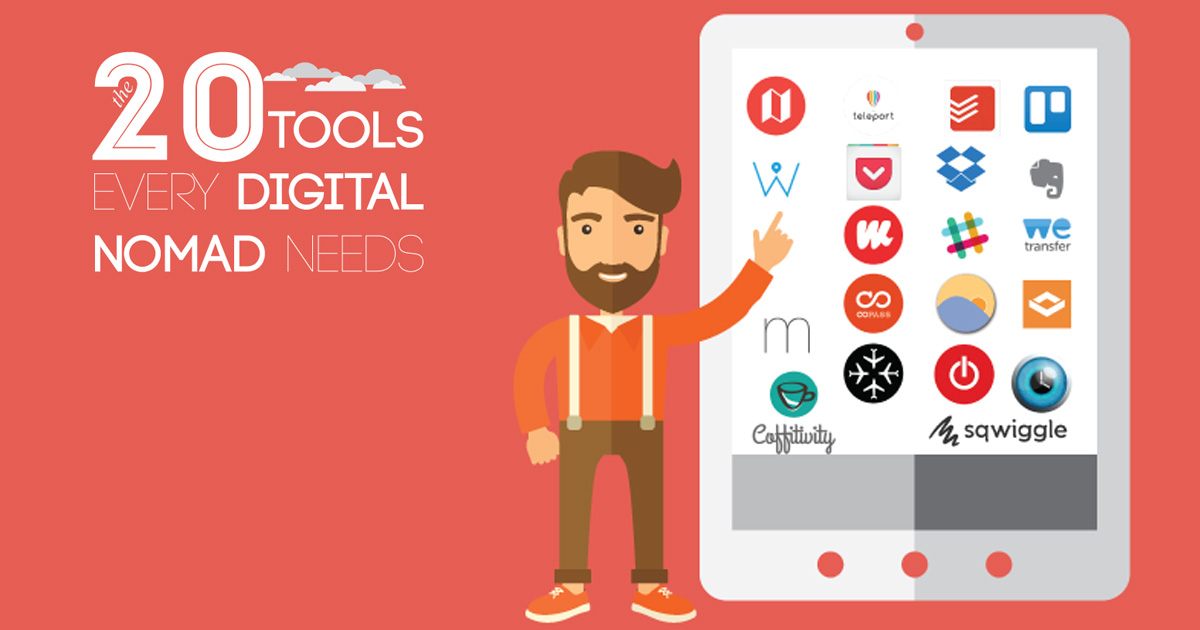 the
20 TOOLS
EVERY DIGITAL
NOMAD NEEDS
teleport
W
we
transfer
COPASS
m
Coffitivity
sqwiggle